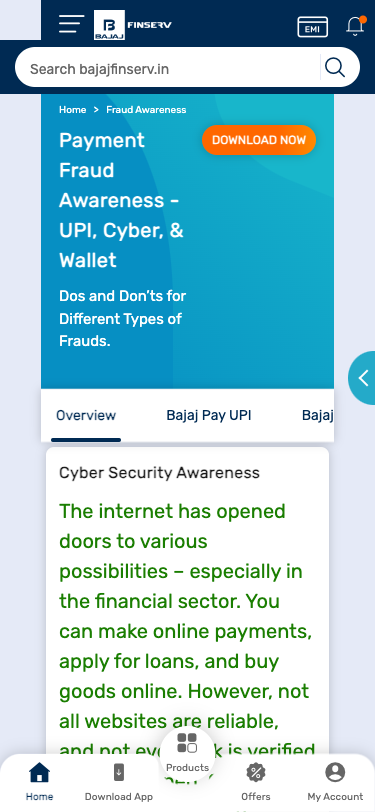 B
BAJAJ
FINSERV
EMI
Search bajajfinserv.in
Home > Fraud Awareness
Payment
Fraud
Awareness -
UPI, Cyber, &
Wallet
DOWNLOAD NOW
Dos and Don'ts for
Different Types of
Frauds.
Overview Bajaj Pay UPI Bajaj
Cyber Security Awareness
The internet has opened
doors to various
possibilities – especially in
the financial sector. You
can make online payments,
apply for loans, and buy
goods online. However, not
all websites are reliable,
and not is verified
Home Download App Products Offers My Account